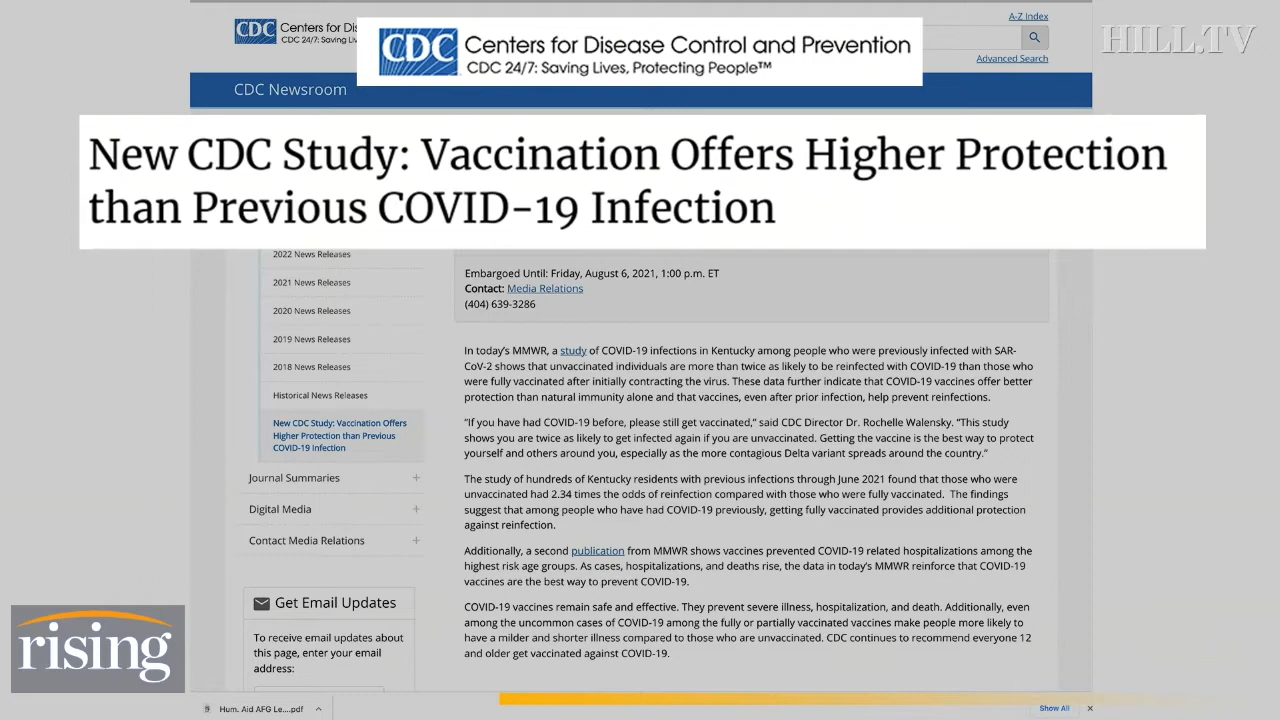 CDC
Centers for Dise
CDC 24/7: Saving Live
CDC
Centers for Disease Control and Prevention
CDC 24/7: Saving Lives, Protecting People™
A-Z Index
Advanced Search
HILL.TV
CDC Newsroom
New CDC Study: Vaccination Offers Higher Protection
than Previous COVID-19 Infection
2022 News Releases
2021 News Releases
2020 News Releases
2019 News Releases
2018 News Releases
Historical News Releases
New CDC Study: Vaccination Offers
Higher Protection than Previous
COVID-19 Infection
Journal Summaries +
Digital Media +
Contact Media Relations +
Get Email Updates
To receive email updates about
this page, enter your email
address:
Embargoed Until: Friday, August 6, 2021, 1:00 p.m. ET
Contact: Media Relations
(404) 639-3286
In today’s MMWR, a study of COVID-19 infections in Kentucky among people who were previously infected with SAR-
CoV-2 shows that unvaccinated individuals are more than twice as likely to be reinfected with COVID-19 than those who
were fully vaccinated after initially contracting the virus. These data further indicate that COVID-19 vaccines offer better
protection than natural immunity alone and that vaccines, even after prior infection, help prevent reinfections.
“If you have had COVID-19 before, please still get vaccinated,” said CDC Director Dr. Rochelle Walensky. “This study
shows you are twice as likely to get infected again if you are unvaccinated. Getting the vaccine is the best way to protect
yourself and others around you, especially as the more contagious Delta variant spreads around the country.”
The study of hundreds of Kentucky residents with previous infections through June 2021 found that those who were
unvaccinated had 2.34 times the odds of reinfection compared with those who were fully vaccinated. The findings
suggest that among people who have had COVID-19 previously, getting fully vaccinated provides additional protection
against reinfection.
Additionally, a second publication from MMWR shows vaccines prevented COVID-19 related hospitalizations among the
highest risk age groups. As cases, hospitalizations, and deaths rise, the data in today’s MMWR reinforce that COVID-19
vaccines are the best way to prevent COVID-19.
COVID-19 vaccines remain safe and effective. They prevent severe illness, hospitalization, and death. Additionally, even
among the uncommon cases of COVID-19 among the fully or partially vaccinated vaccines make people more likely to
have a milder and shorter illness compared to those who are unvaccinated. CDC continues to recommend everyone 12
and older get vaccinated against COVID-19.
rising
Hum. Aid AFG Le....pdf
Show All